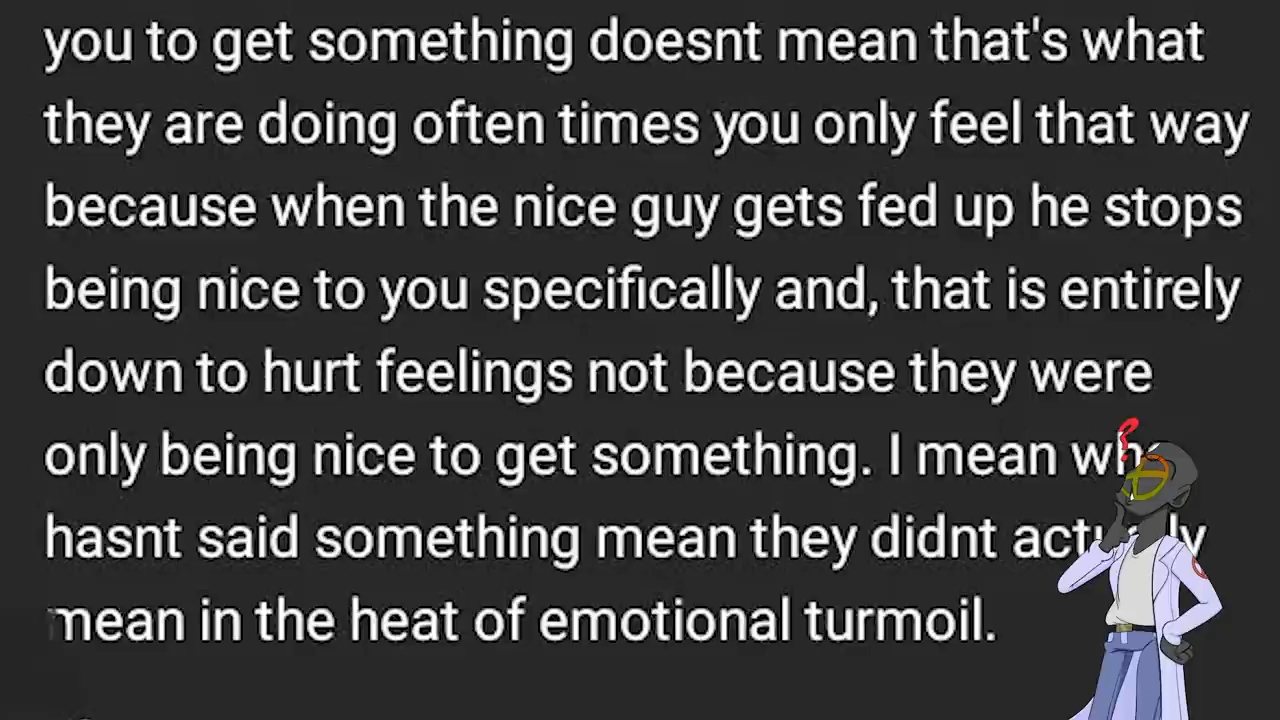 you to get something doesnt mean that's what
they are doing often times you only feel that way
because when the nice guy gets fed up he stops
being nice to you specifically and, that is entirely
down to hurt feelings not because they were
only being nice to get something. I mean
hasnt said something mean they didnt
mean in the heat of emotional turmoil.
?